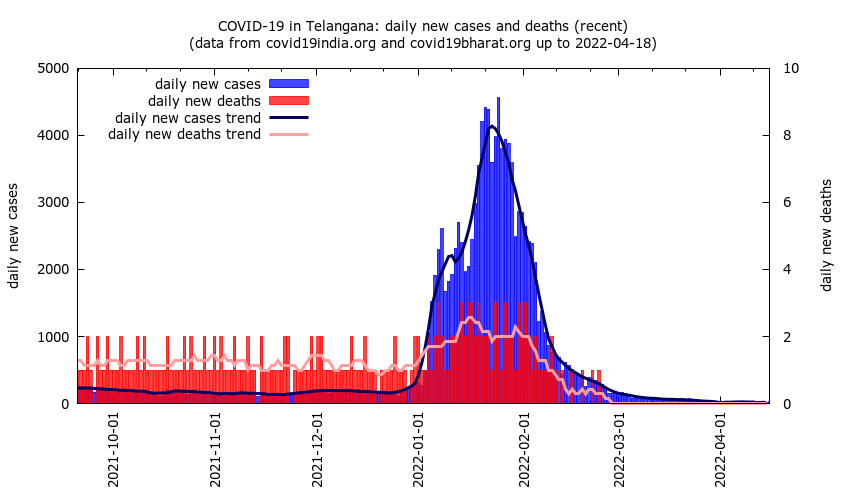 COVID-19 in Telangana: daily new cases and deaths (recent)
(data from covid19india.org and covid19bharat.org up to 2022-04-18)
5000
4000
3000
2000
1000
0
10
8
6
4
2
0
daily new cases
daily new deaths
daily new cases trend
daily new deaths trend
daily new cases
daily new deaths
2021-10-01
2021-11-01
2021-12-01
2022-01-01
2022-02-01
2022-03-01
2022-04-01